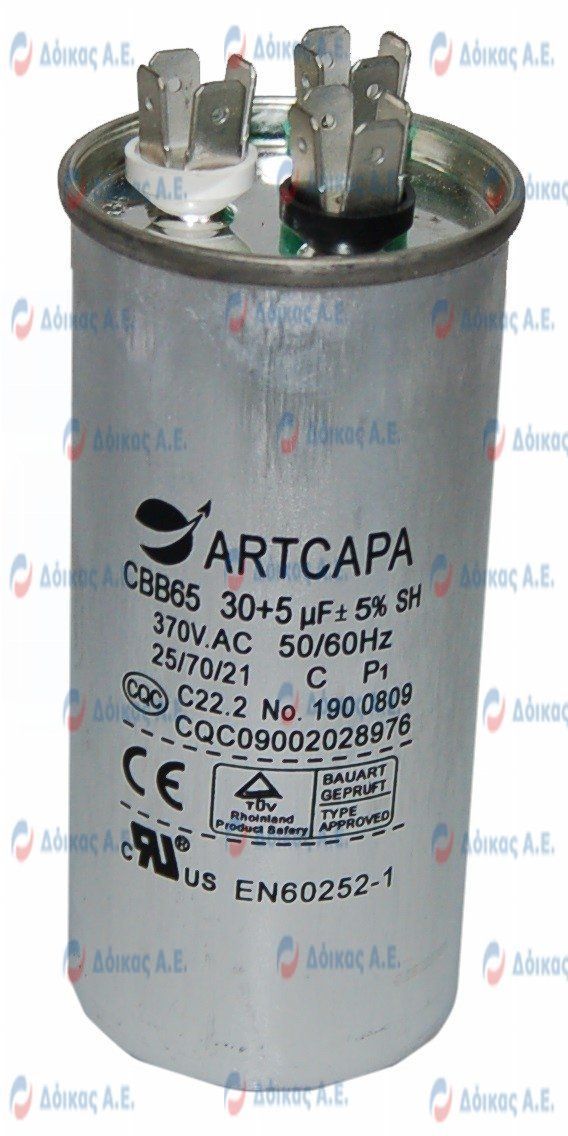 ARTCAPA
CBB65 30+5 µF± 5% SH
370V.AC 50/60Hz
25/70/21 C P1
CQC C22.2 No. 190 0809
CQC09002028976
CE
TÜV
Rheinland
Product Safety
BAUART
GEPRUFT
TYPE
APPROVED
c RU ® US EN60252-1
Δόικας Α.Ε.